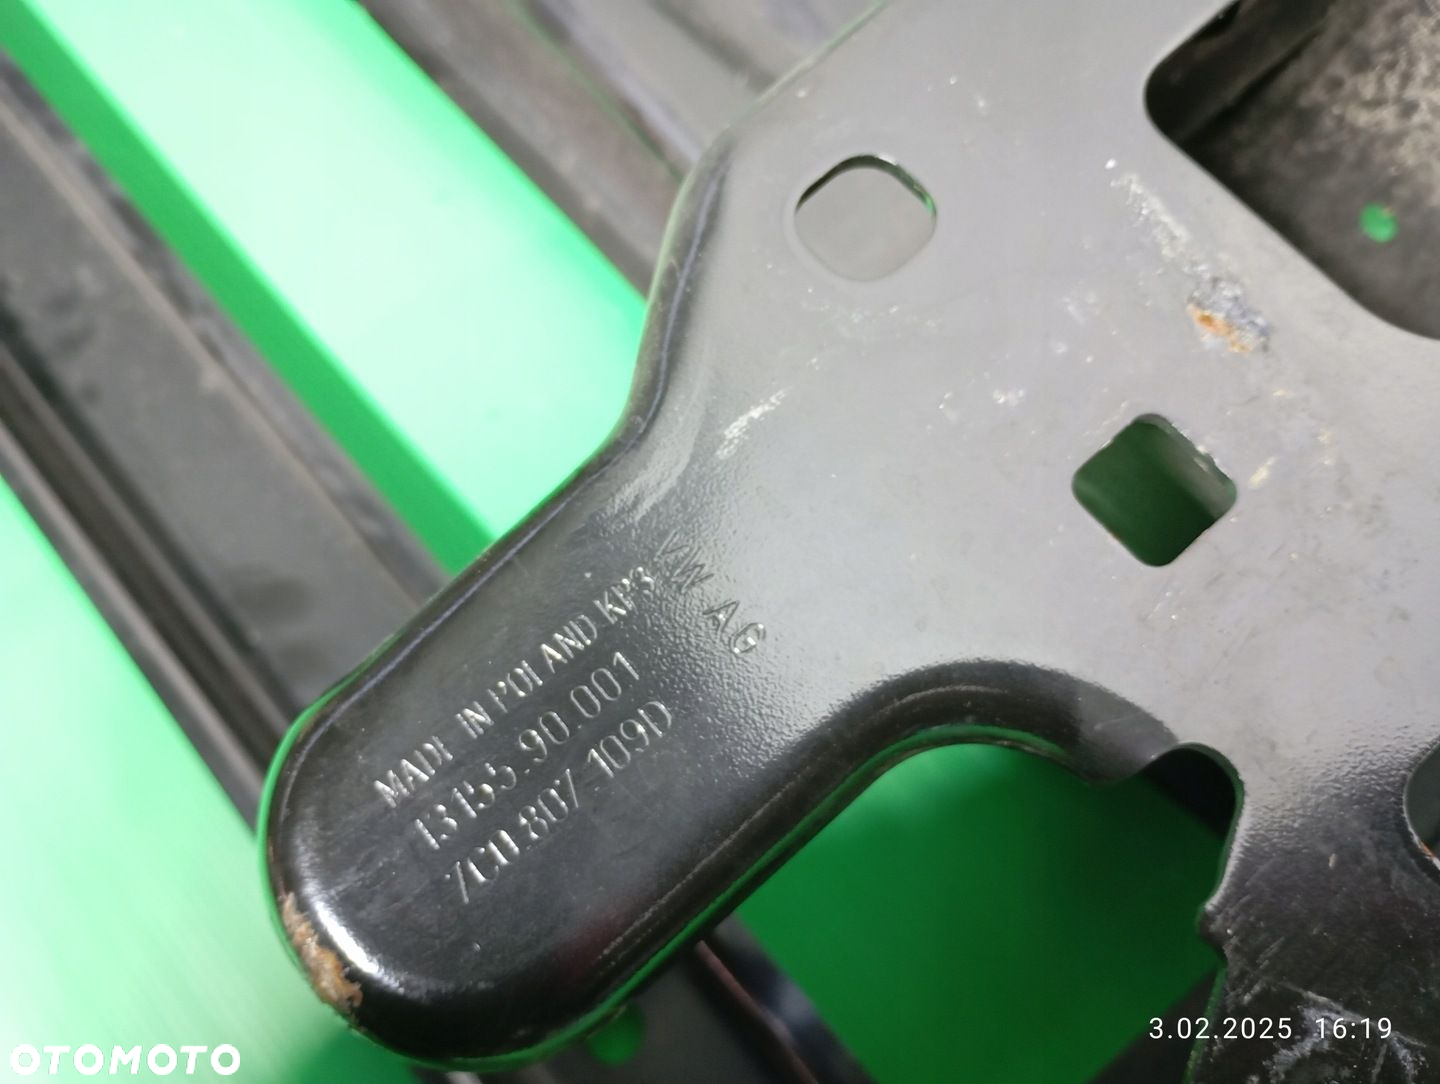 VW AG
MADE IN POLAND KP3
13155.90.001
7C0.807.109D
3.02.2025 16:19
OTOMOTO